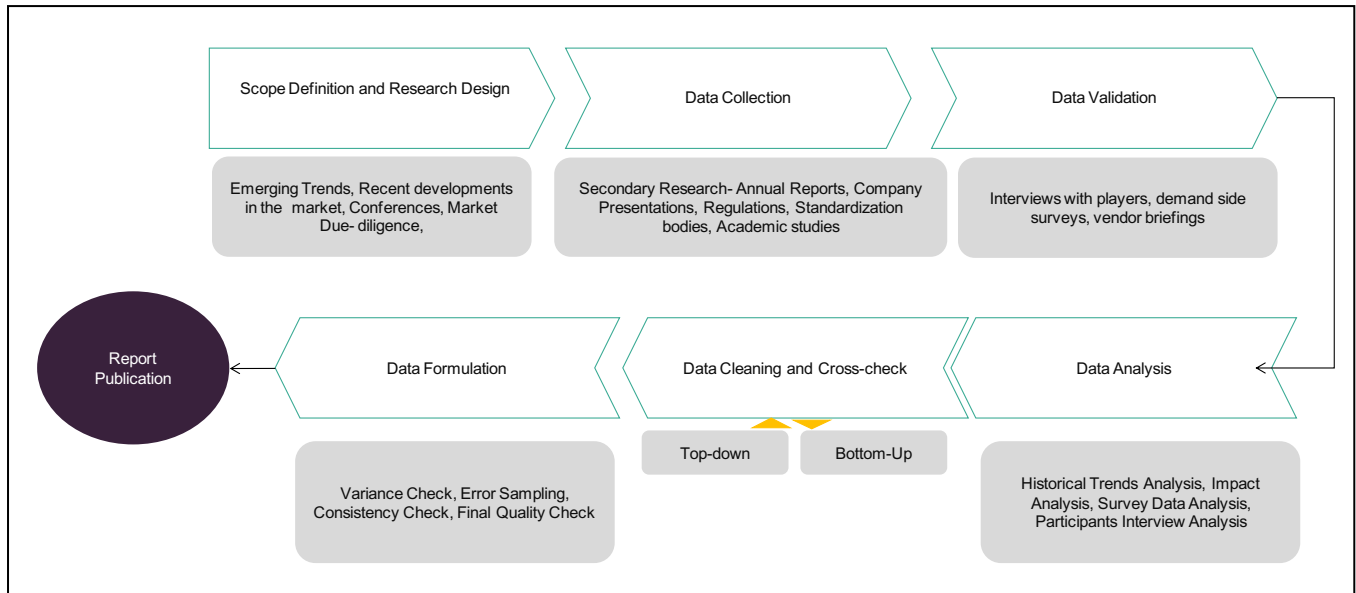 Scope Definition and Research Design
Data Collection
Data Validation
Emerging Trends, Recent developments
in the market, Conferences, Market
Due- diligence,
Secondary Research- Annual Reports, Company
Presentations, Regulations, Standardization
bodies, Academic studies
Interviews with players, demand side
surveys, vendor briefings
Report
Publication
Data Formulation
Data Cleaning and Cross-check
Data Analysis
Variance Check, Error Sampling,
Consistency Check, Final Quality Check
Top-down
Bottom-Up
Historical Trends Analysis, Impact
Analysis, Survey Data Analysis,
Participants Interview Analysis